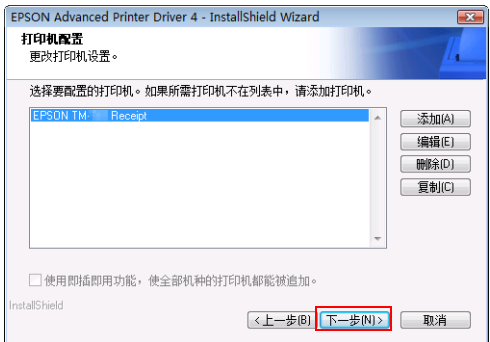 EPSON Advanced Printer Driver 4 - InstallShield Wizard
打印机配置
更改打印机设置。
选择要配置的打印机。如果所需打印机不在列表中，请添加打印机。
EPSON TM- Receipt
添加(A)
编辑(E)
删除(D)
复制(C)
使用即插即用功能，使全部机种的打印机都能被追加。
InstallShield
<上一步(B)
下一步(N)>
取消